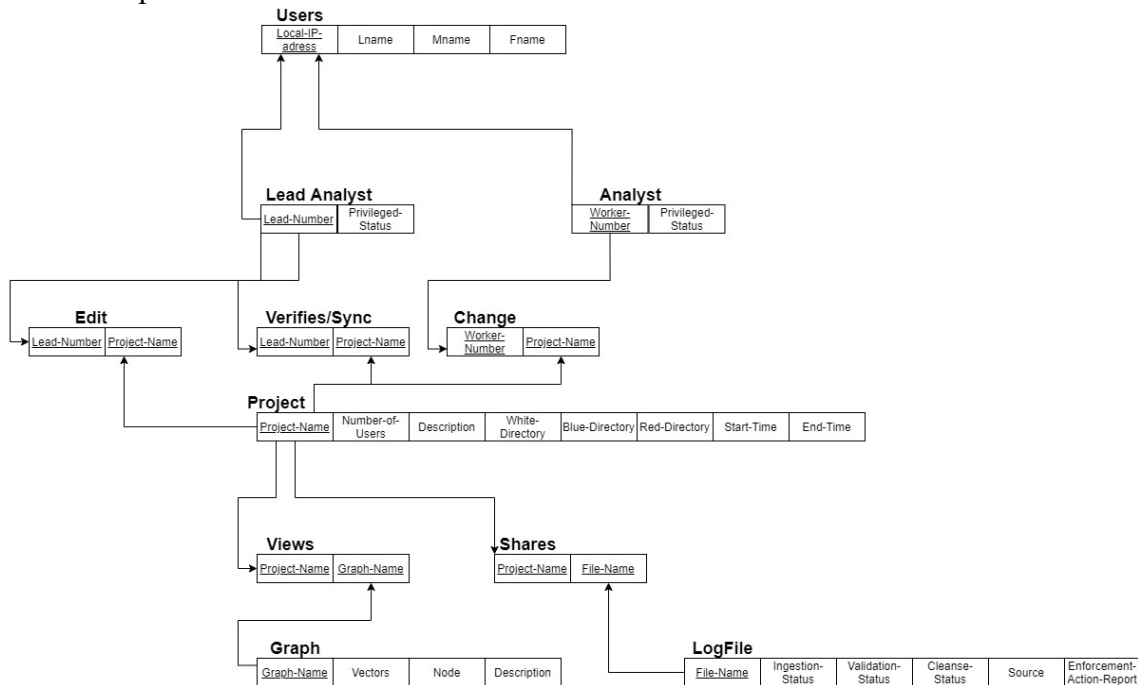 Users
Local-IP-
adress
Lname
Mname
Fname
Lead Analyst
Lead-Number
Privileged-
Status
Analyst
Worker-
Number
Privileged-
Status
Edit
Lead-Number
Project-Name
Verifies/Sync
Lead-Number
Project-Name
Change
Worker-
Number
Project-Name
Project
Project-Name
Number-of-
Users
Description
White-
Directory
Blue-Directory
Red-Directory
Start-Time
End-Time
Views
Project-Name
Graph-Name
Shares
Project-Name
File-Name
Graph
Graph-Name
Vectors
Node
Description
LogFile
File-Name
Ingestion-
Status
Validation-
Status
Cleanse-
Status
Source
Enforcement-
Action-Report